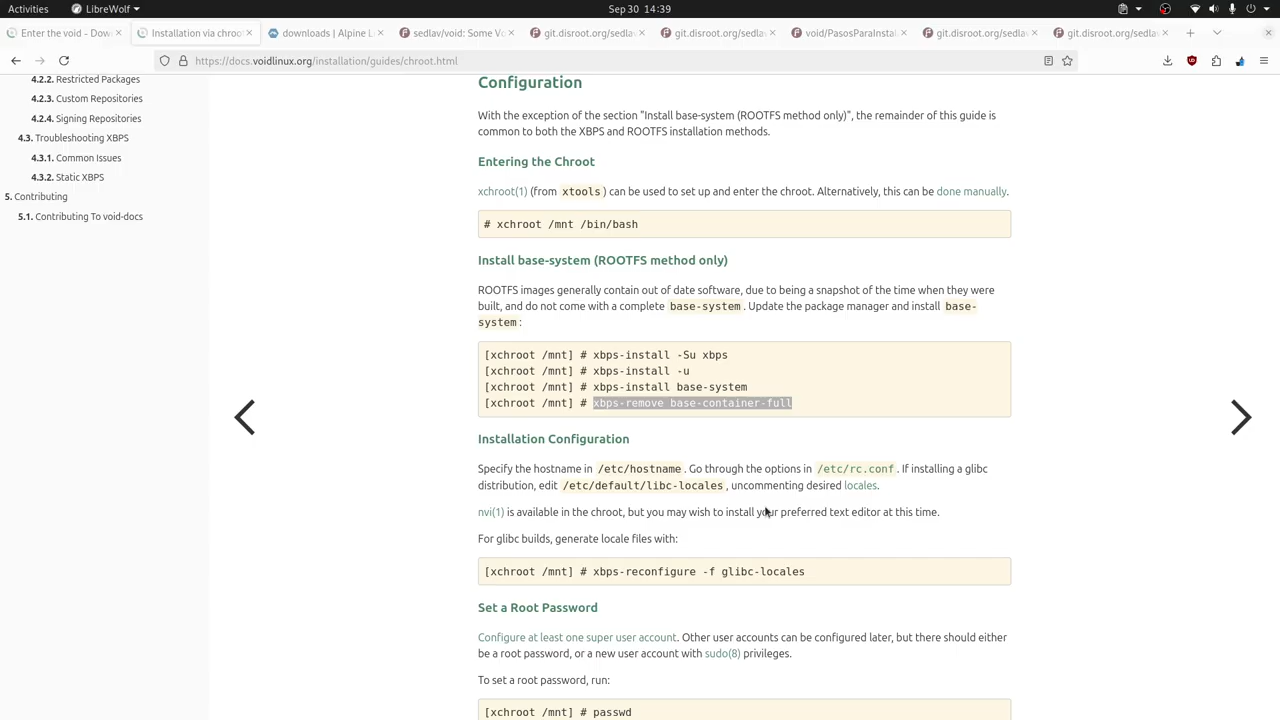 Activities
LibreWolf
Sep 30 14:39
Enter the void - Dow
Installation via chroo
downloads | Alpine L
sedlav/void: Some V
git.disroot.org/sedla
git.disroot.org/sedla
void/PasosParaInstal
git.disroot.org/sedla
git.disroot.org/sedla
https://docs.voidlinux.org/installation/guides/chroot.html
4.2.2. Restricted Packages
4.2.3. Custom Repositories
4.2.4. Signing Repositories
4.3. Troubleshooting XBPS
4.3.1. Common Issues
4.3.2. Static XBPS
5. Contributing
5.1. Contributing To void-docs
Configuration
With the exception of the section "Install base-system (ROOTFS method only)", the remainder of this guide is
common to both the XBPS and ROOTFS installation methods.
Entering the Chroot
xchroot(1) (from xtools) can be used to set up and enter the chroot. Alternatively, this can be done manually.
# xchroot /mnt /bin/bash
Install base-system (ROOTFS method only)
ROOTFS images generally contain out of date software, due to being a snapshot of the time when they were
built, and do not come with a complete base-system. Update the package manager and install base-
system:
[xchroot /mnt] # xbps-install -Su xbps
[xchroot /mnt] # xbps-install -u
[xchroot /mnt] # xbps-install base-system
[xchroot /mnt] # xbps-remove base-container-full
Installation Configuration
Specify the hostname in /etc/hostname. Go through the options in /etc/rc.conf. If installing a glibc
distribution, edit /etc/default/libc-locales, uncommenting desired locales.
nvi(1) is available in the chroot, but you may wish to install your preferred text editor at this time.
For glibc builds, generate locale files with:
[xchroot /mnt] # xbps-reconfigure -f glibc-locales
Set a Root Password
Configure at least one super user account. Other user accounts can be configured later, but there should either
be a root password, or a new user account with sudo(8) privileges.
To set a root password, run:
[xchroot /mnt] # passwd